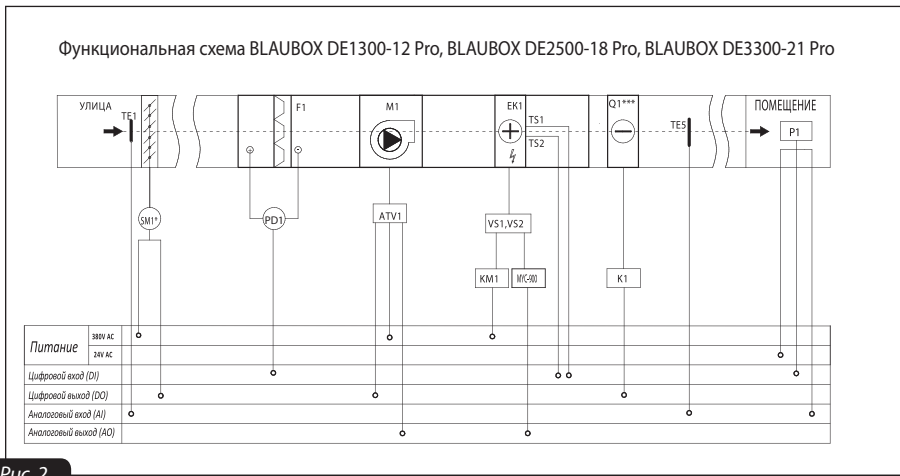 Функциональная схема BLAUBOX DE1300-12 Pro, BLAUBOX DE2500-18 Pro, BLAUBOX DE3300-21 Pro
УЛИЦА
TE1
F1
M1
EK1
TS1
TS2
Q1***
TE5
ПОМЕЩЕНИЕ
P1
SM1*
PD1
ATV1
VS1,VS2
KM1
MYC-900
K1
Питание
380V AC
24V AC
Цифровой вход (DI)
Цифровой выход (DO)
Аналоговый вход (AI)
Аналоговый выход (AO)
Рис. 2